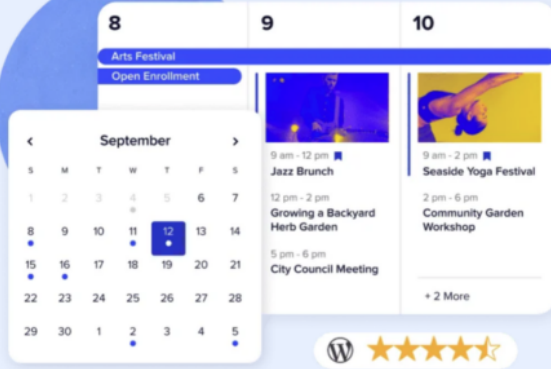 8 9 10
Arts Festival
Open Enrollment
9 am - 12 pm
Jazz Brunch
12 pm - 2 pm
Growing a Backyard
Herb Garden
5 pm - 6 pm
City Council Meeting
9 am - 2 pm
Seaside Yoga Festival
2 pm - 6 pm
Community Garden
Workshop
+ 2 More
‹ September ›
S M T W T F S
1 2 3 4 5 6 7
8 9 10 11 12 13 14
15 16 17 18 19 20 21
22 23 24 25 26 27 28
29 30 1 2 3 4 5
W